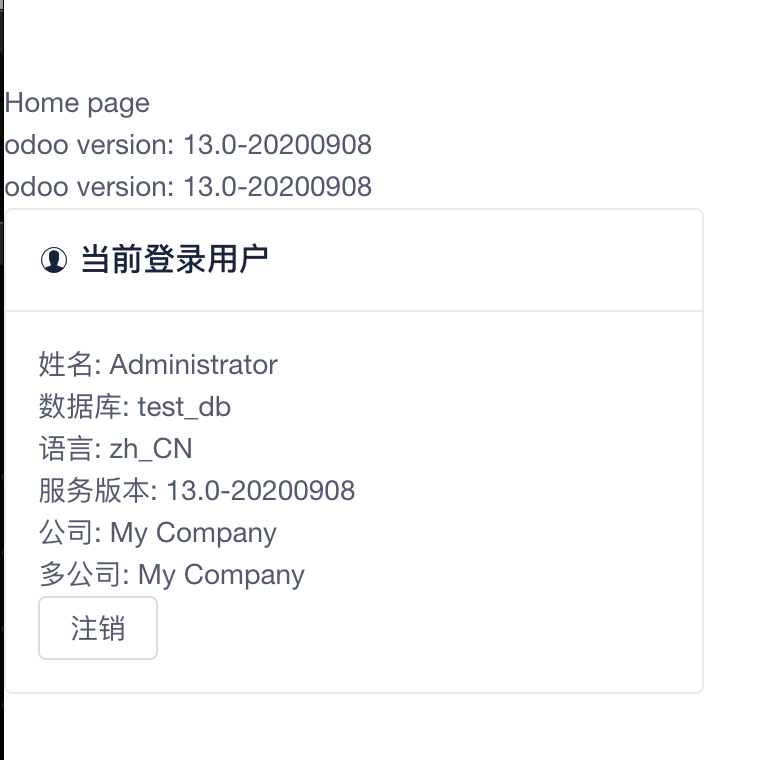 Home page
odoo version: 13.0-20200908
odoo version: 13.0-20200908
当前登录用户
姓名: Administrator
数据库: test_db
语言: zh_CN
服务版本: 13.0-20200908
公司: My Company
多公司: My Company
注销